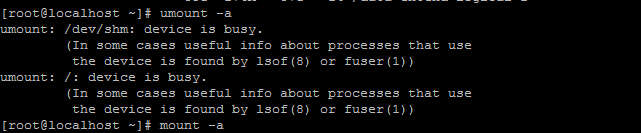 [root@localhost ~]# umount -a
umount: /dev/shm: device is busy.
        (In some cases useful info about processes that use
         the device is found by lsof(8) or fuser(1))
umount: /: device is busy.
        (In some cases useful info about processes that use
         the device is found by lsof(8) or fuser(1))
[root@localhost ~]# mount -a